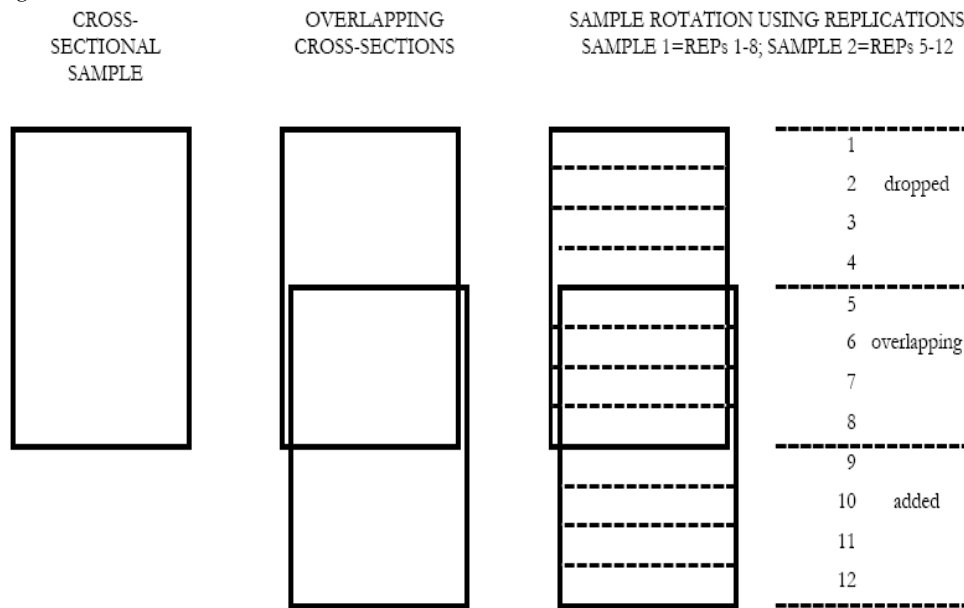 CROSS-
SECTIONAL
SAMPLE
OVERLAPPING
CROSS-SECTIONS
SAMPLE ROTATION USING REPLICATIONS
SAMPLE 1=REPs 1-8; SAMPLE 2=REPs 5-12
1
2 dropped
3
4
5
6 overlapping
7
8
9
10 added
11
12